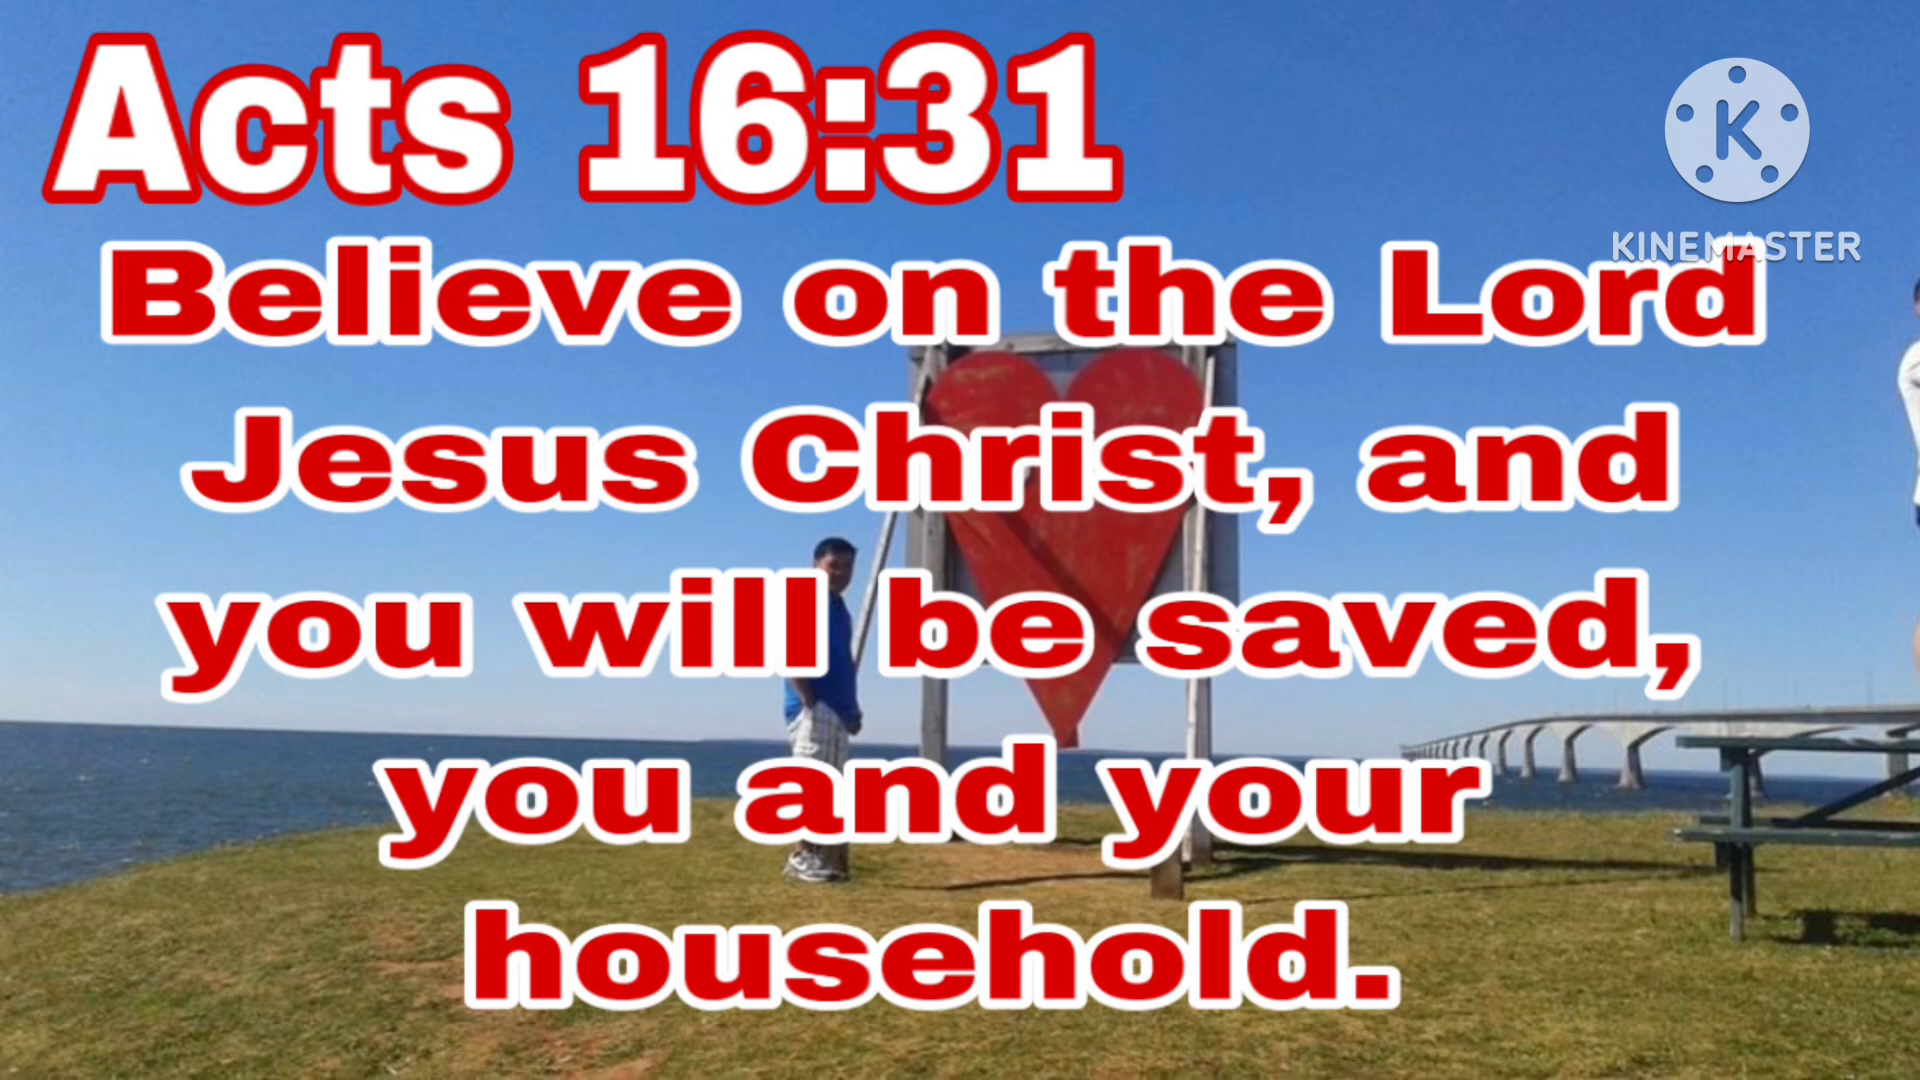 Acts 16:31
K
KINEMASTER
Believe on the Lord
Jesus Christ, and
you will be saved,
you and your
household.